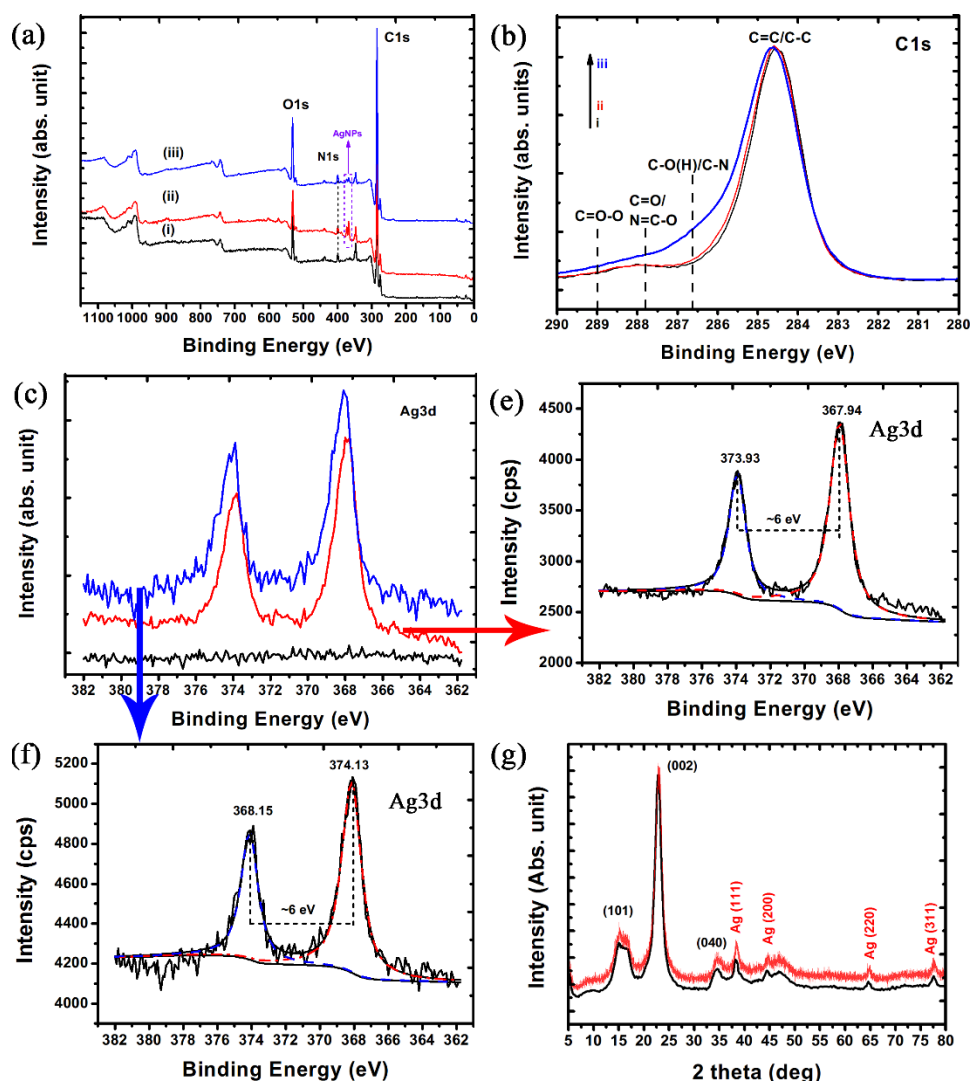 (a)
C1s
O1s
AgNPs
N1s
(iii)
(ii)
(i)
Intensity (abs. unit)
1100 1000 900 800 700 600 500 400 300 200 100 0
Binding Energy (eV)
(b)
C=C/C-C
C1s
iii
ii
i
C-O(H)/C-N
C=O/
N=C-O
C=O-O
Intensity (abs. units)
290 289 288 287 286 285 284 283 282 281 280
Binding Energy (eV)
(c)
Ag3d
Intensity (abs. unit)
382 380 378 376 374 372 370 368 366 364 362
Binding Energy (eV)
(e)
367.94
Ag3d
373.93
~6 eV
4500
4000
3500
3000
2500
2000
Intensity (cps)
382 380 378 376 374 372 370 368 366 364 362
Binding Energy (eV)
(f)
374.13
Ag3d
368.15
~6 eV
5200
5000
4800
4600
4400
4200
4000
Intensity (cps)
382 380 378 376 374 372 370 368 366 364 362
Binding Energy (eV)
(g)
(002)
(101)
(040)
Ag (111)
Ag (200)
Ag (220)
Ag (311)
Intensity (Abs. unit)
5 15 25 35 45 55 65 70 80
2 theta (deg)